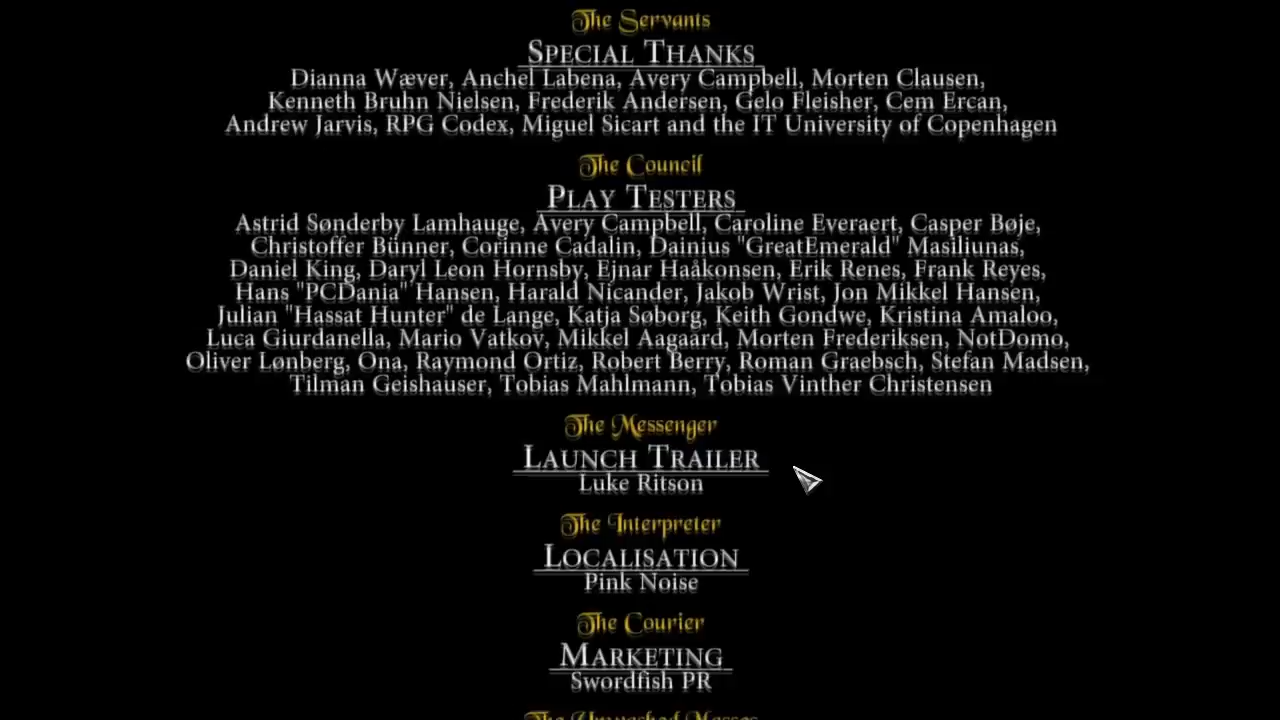 The Servants
Special Thanks
Dianna Wæver, Anchel Labena, Avery Campbell, Morten Clausen,
Kenneth Bruhn Nielsen, Frederik Andersen, Gelo Fleisher, Cem Ercan,
Andrew Jarvis, RPG Codex, Miguel Sicart and the IT University of Copenhagen
The Council
Play Testers
Astrid Sønderby Lamhauge, Avery Campbell, Caroline Everaert, Casper Bøje,
Christoffer Bünner, Corinne Cadalin, Dainius "GreatEmerald" Masiliunas,
Daniel King, Daryl Leon Hornsby, Ejnar Haåkonsen, Erik Renes, Frank Reyes,
Hans "PCDania" Hansen, Harald Nicander, Jakob Wrist, Jon Mikkel Hansen,
Julian "Hassat Hunter" de Lange, Katja Søborg, Keith Gondwe, Kristina Amaloo,
Luca Giurdanella, Mario Vatkov, Mikkel Aagaard, Morten Frederiksen, NotDomo,
Oliver Lønberg, Ona, Raymond Ortiz, Robert Berry, Roman Graebsch, Stefan Madsen,
Tilman Geishauser, Tobias Mahlmann, Tobias Vinther Christensen
The Messenger
Launch Trailer
Luke Ritson
The Interpreter
Localisation
Pink Noise
The Courier
Marketing
Swordfish PR
The Unwashed Masses